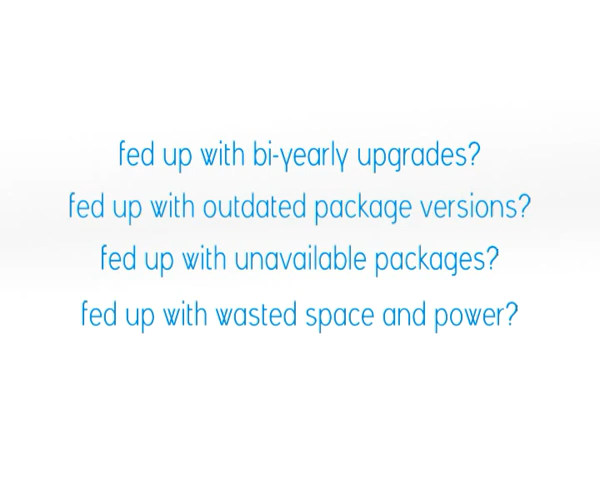 fed up with bi-yearly upgrades?
fed up with outdated package versions?
fed up with unavailable packages?
fed up with wasted space and power?